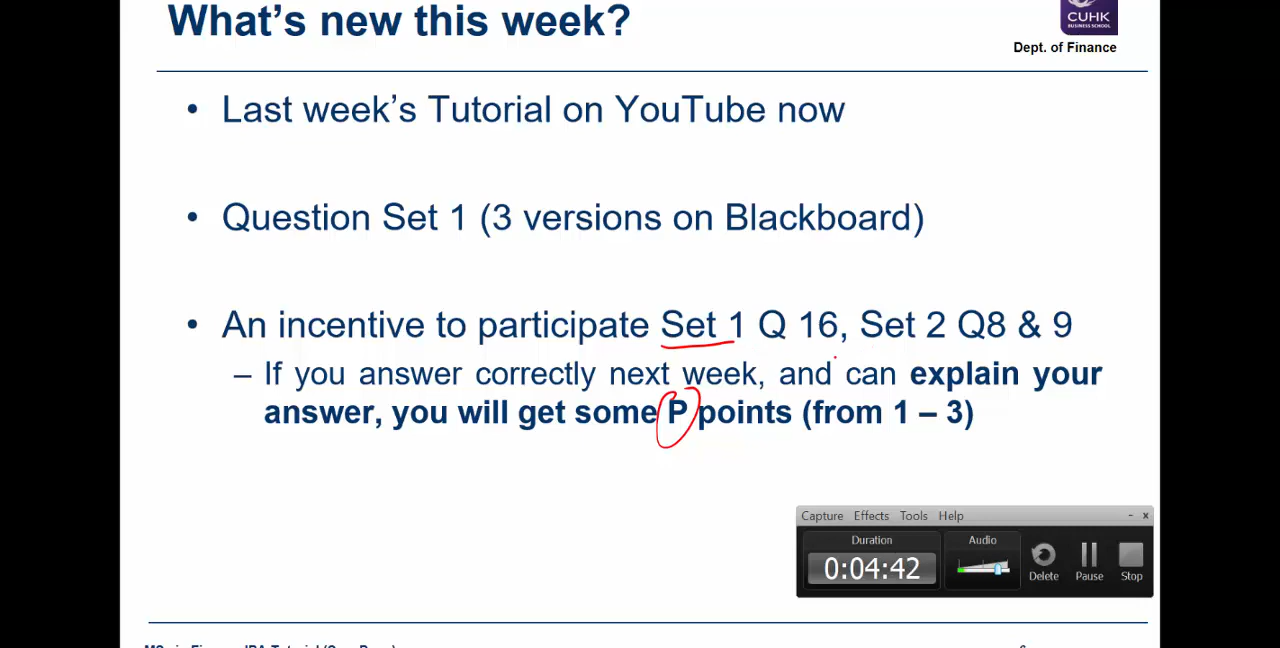 What's new this week?
CUHK
BUSINESS SCHOOL
Dept. of Finance
• Last week's Tutorial on YouTube now
• Question Set 1 (3 versions on Blackboard)
• An incentive to participate Set 1 Q 16, Set 2 Q8 & 9
– If you answer correctly next week, and can explain your
answer, you will get some P points (from 1 – 3)
Capture Effects Tools Help
Duration
Audio
0:04:42
Delete Pause Stop